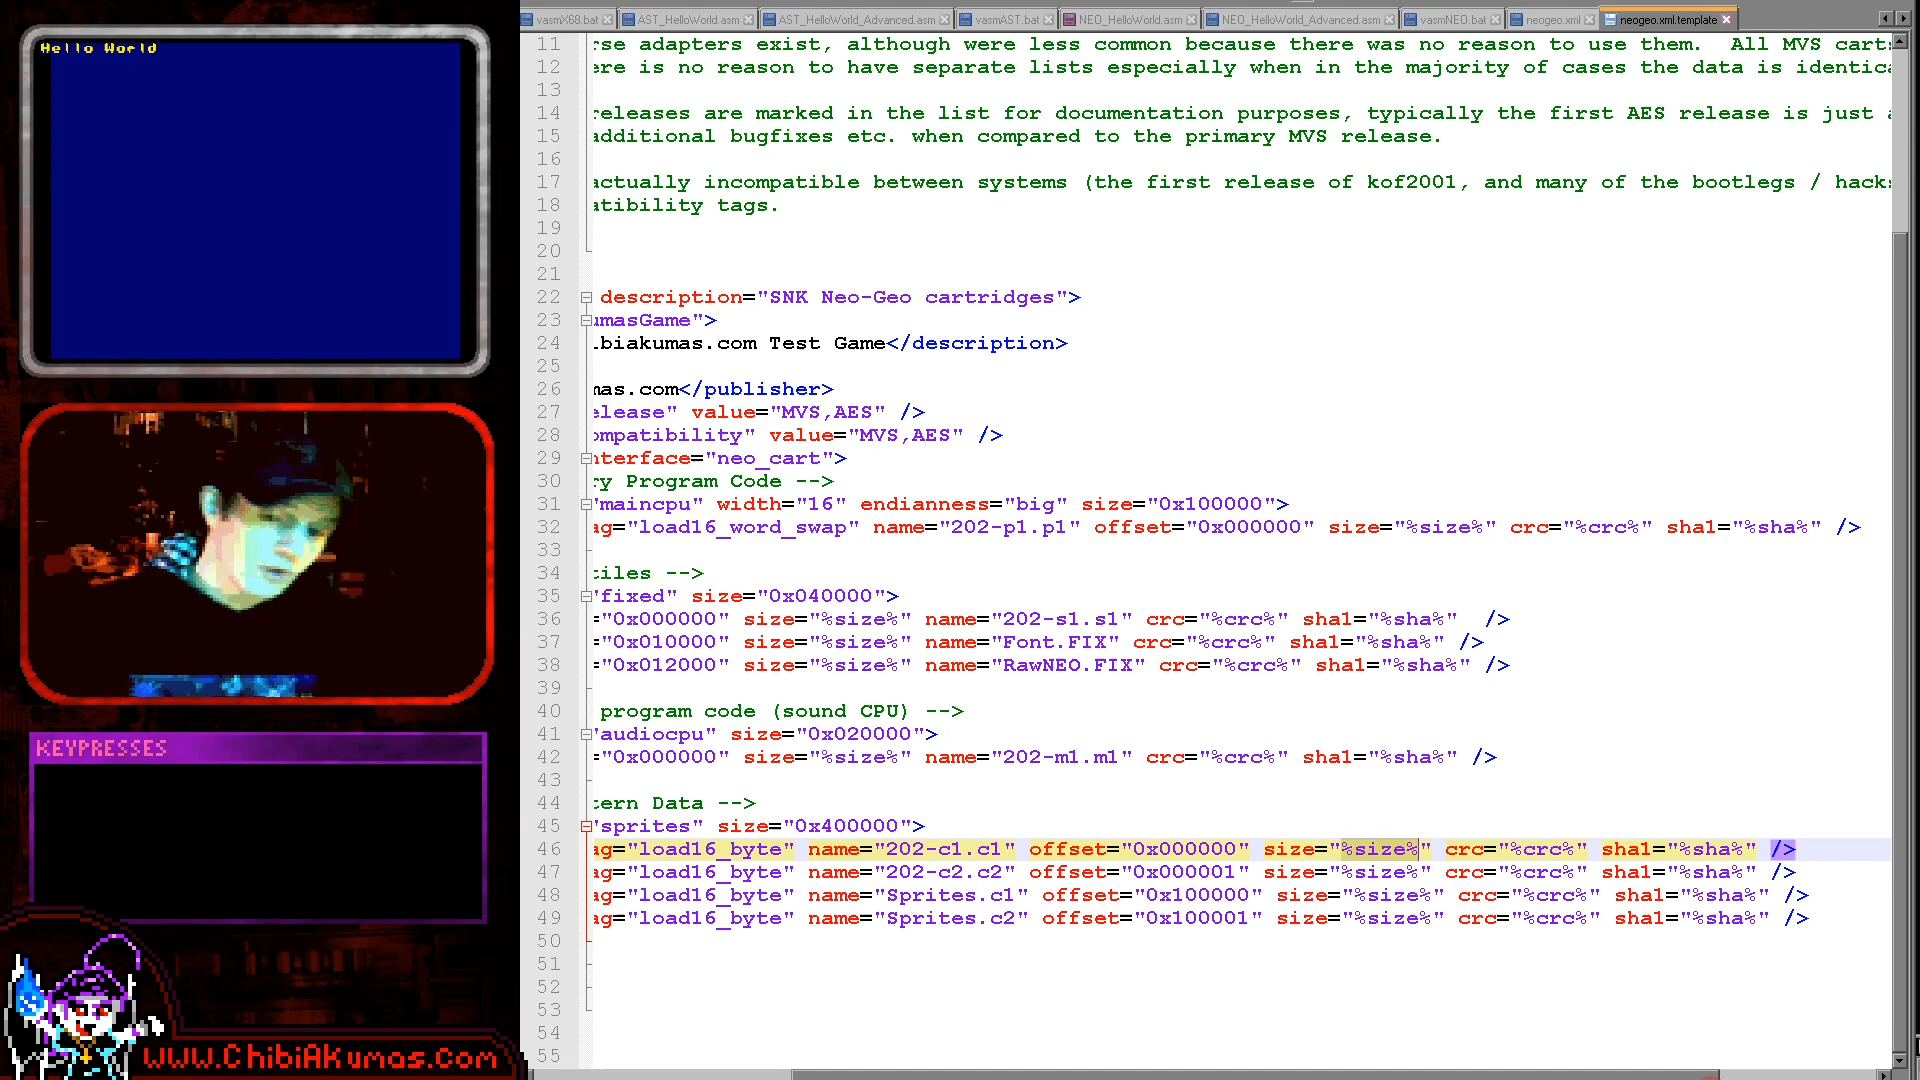 Hello World
KEYPRESSES
www.ChibiAkumas.com
vasmX68.bat AST_HelloWorld.asm AST_HelloWorld_Advanced.asm vasmAST.bat NEO_HelloWorld.asm NEO_HelloWorld_Advanced.asm vasmNEO.bat neogeo.xml neogeo.xml.template
11 rse adapters exist, although were less common because there was no reason to use them.  All MVS cart
12 ere is no reason to have separate lists especially when in the majority of cases the data is identica
13
14 releases are marked in the list for documentation purposes, typically the first AES release is just a
15 additional bugfixes etc. when compared to the primary MVS release.
16
17 actually incompatible between systems (the first release of kof2001, and many of the bootlegs / hack
18 atibility tags.
19
20
21
22 description="SNK Neo-Geo cartridges">
23 umasGame">
24 .biakumas.com Test Game</description>
25
26 mas.com</publisher>
27 elease" value="MVS,AES" />
28 ompatibility" value="MVS,AES" />
29 nterface="neo_cart">
30 ry Program Code -->
31 "maincpu" width="16" endianness="big" size="0x100000">
32 ag="load16_word_swap" name="202-p1.p1" offset="0x000000" size="%size%" crc="%crc%" sha1="%sha%" />
33
34 tiles -->
35 "fixed" size="0x040000">
36 ="0x000000" size="%size%" name="202-s1.s1" crc="%crc%" sha1="%sha%"  />
37 ="0x010000" size="%size%" name="Font.FIX" crc="%crc%" sha1="%sha%" />
38 ="0x012000" size="%size%" name="RawNEO.FIX" crc="%crc%" sha1="%sha%" />
39
40 program code (sound CPU) -->
41 "audiocpu" size="0x020000">
42 ="0x000000" size="%size%" name="202-m1.m1" crc="%crc%" sha1="%sha%" />
43
44 tern Data -->
45 "sprites" size="0x400000">
46 ag="load16_byte" name="202-c1.c1" offset="0x000000" size="%size%" crc="%crc%" sha1="%sha%" />
47 ag="load16_byte" name="202-c2.c2" offset="0x000001" size="%size%" crc="%crc%" sha1="%sha%" />
48 ag="load16_byte" name="Sprites.c1" offset="0x100000" size="%size%" crc="%crc%" sha1="%sha%" />
49 ag="load16_byte" name="Sprites.c2" offset="0x100001" size="%size%" crc="%crc%" sha1="%sha%" />
50
51
52
53
54
55